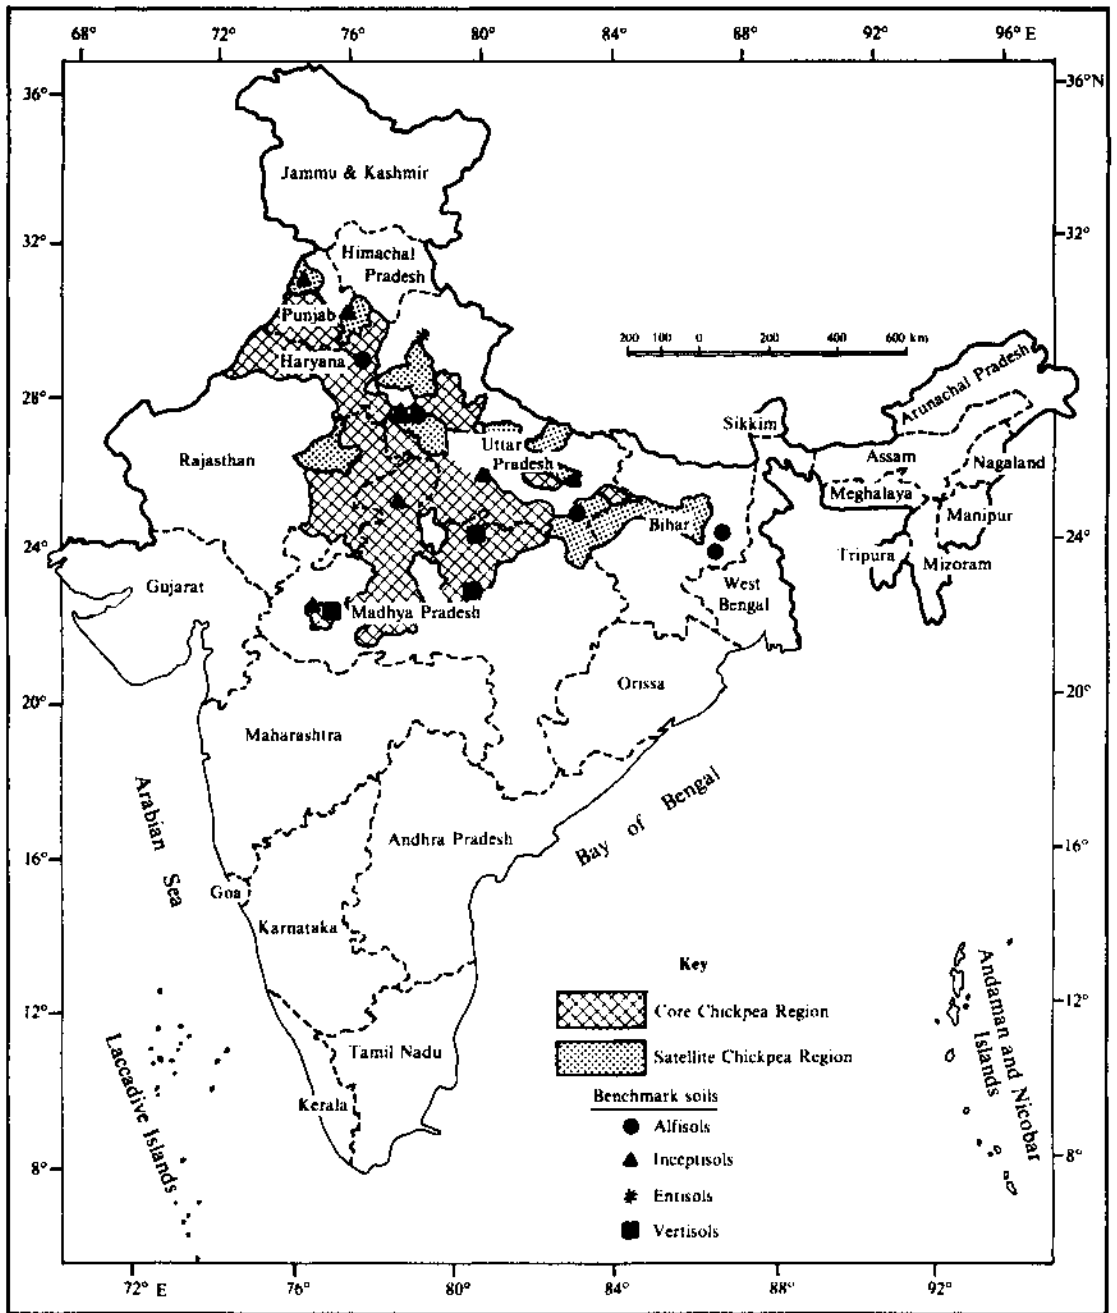 68° 72° 76° 80° 84° 88° 92° 96° E
36° 36°N
Jammu & Kashmir
32° 32°
Himachal
Pradesh
Punjab
200 100 0 200 400 600 km
Haryana
Arunachal Pradesh
28° 28°
Sikkim
Uttar
Pradesh
Rajasthan
Assam
Nagaland
Meghalaya
Bihar
Manipur
24° 24°
Tripura
Mizoram
Gujarat
West
Bengal
Madhya Pradesh
Orissa
20° 20°
Maharashtra
Arabian Sea
Bay of Bengal
Andhra Pradesh
16° 16°
Goa
Karnataka
Key
Andaman and Nicobar
Islands
12° 12°
Core Chickpea Region
Tamil Nadu
Satellite Chickpea Region
Laccadive Islands
Kerala
Benchmark soils
Alfisols
8° 8°
Inceptisols
Entisols
Vertisols
72° E 76° 80° 84° 88° 92°